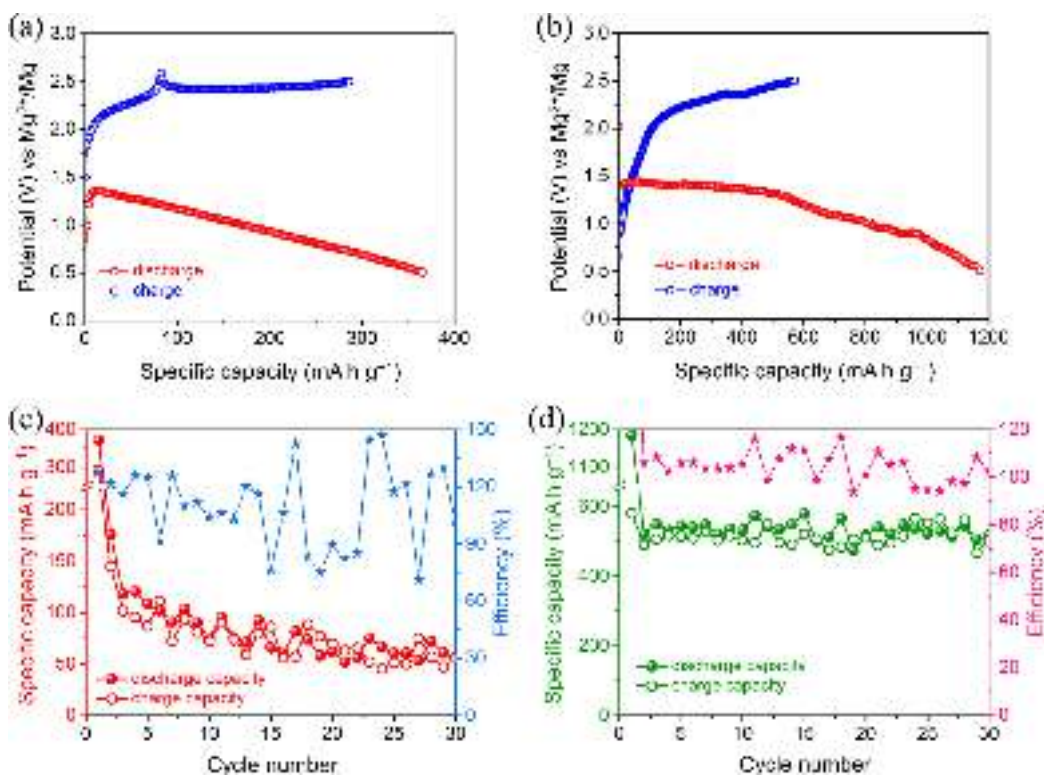 (a)
3.0
2.5
2.0
1.5
1.0
0.5
0.0
Potential (V) vs Mg²⁺/Mg
discharge
charge
0 100 200 300 400
Specific capacity (mA h g⁻¹)
(b)
3.0
2.5
2.0
1.5
1.0
0.5
0.0
Potential (V) vs Mg²⁺/Mg
discharge
charge
0 200 400 600 800 1000 1200
Specific capacity (mA h g⁻¹)
(c)
400
300
200
150
100
50
0
Specific capacity (mA h g⁻¹)
120
90
60
30
0
Efficiency (%)
discharge capacity
charge capacity
0 5 10 15 20 25 30
Cycle number
(d)
1200
1100
600
400
200
0
Specific capacity (mA h g⁻¹)
120
100
80
60
40
20
0
Efficiency (%)
discharge capacity
charge capacity
0 5 10 15 20 25 30
Cycle number